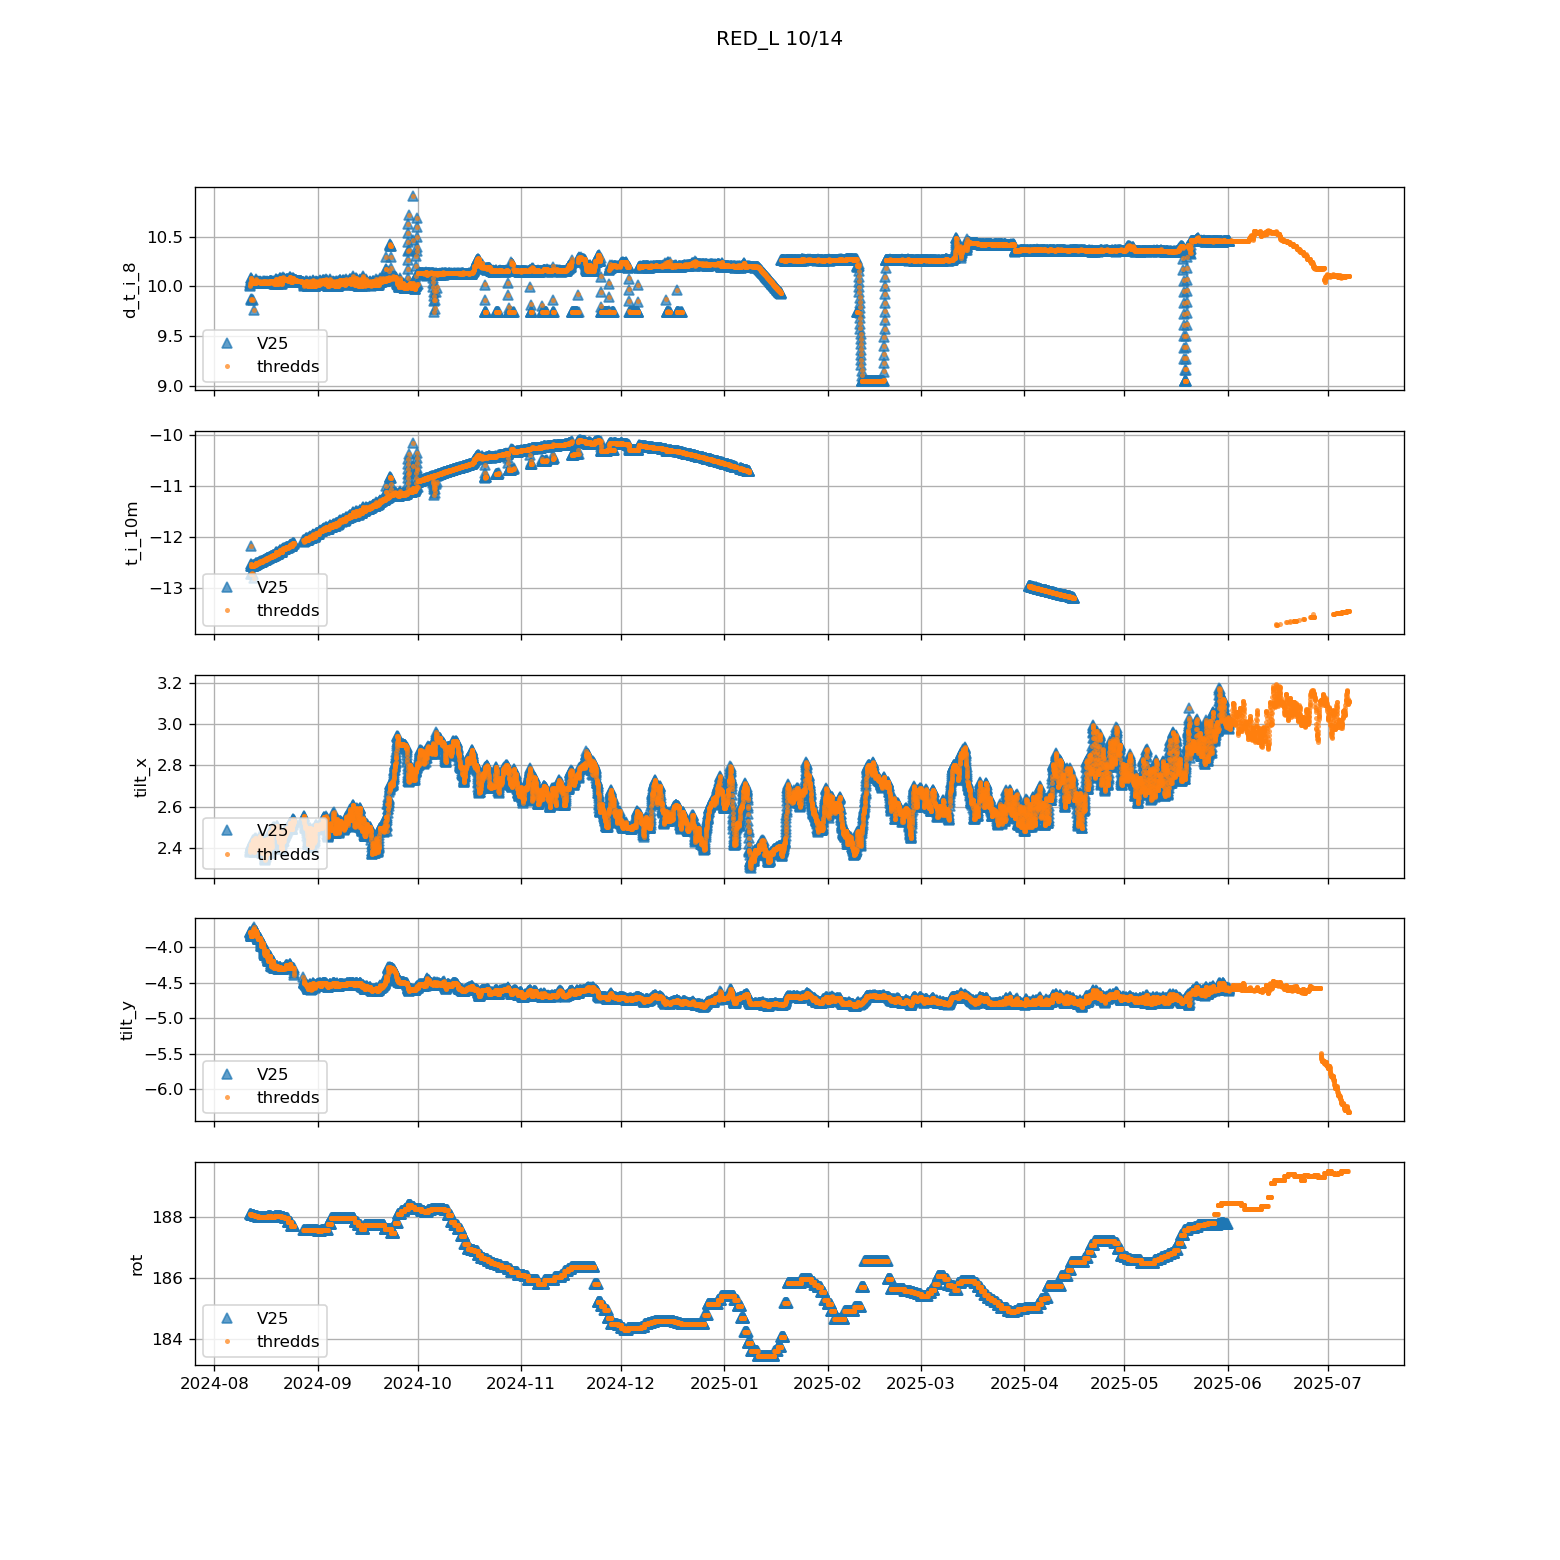 RED_L 10/14
d_t_i_8
10.5
10.0
9.5
9.0
V25
thredds
t_i_10m
−10
−11
−12
−13
V25
thredds
tilt_x
3.2
3.0
2.8
2.6
2.4
V25
thredds
tilt_y
−4.0
−4.5
−5.0
−5.5
−6.0
V25
thredds
rot
188
186
184
V25
thredds
2024-08 2024-09 2024-10 2024-11 2024-12 2025-01 2025-02 2025-03 2025-04 2025-05 2025-06 2025-07